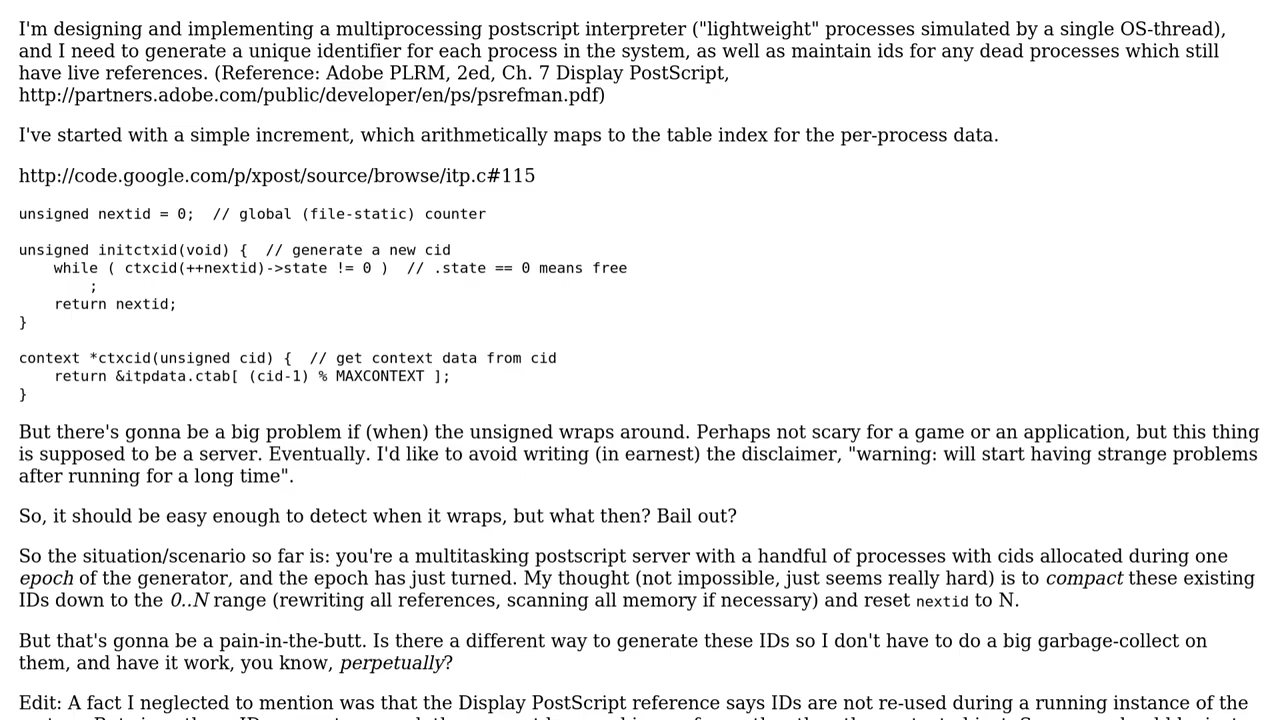 I'm designing and implementing a multiprocessing postscript interpreter ("lightweight" processes simulated by a single OS-thread),
and I need to generate a unique identifier for each process in the system, as well as maintain ids for any dead processes which still
have live references. (Reference: Adobe PLRM, 2ed, Ch. 7 Display PostScript,
http://partners.adobe.com/public/developer/en/ps/psrefman.pdf)
I've started with a simple increment, which arithmetically maps to the table index for the per-process data.
http://code.google.com/p/xpost/source/browse/itp.c#115
unsigned nextid = 0;  // global (file-static) counter
unsigned initctxid(void) {  // generate a new cid
    while ( ctxcid(++nextid)->state != 0 )  // .state == 0 means free
        ;
    return nextid;
}
context *ctxcid(unsigned cid) {  // get context data from cid
    return &itpdata.ctab[ (cid-1) % MAXCONTEXT ];
}
But there's gonna be a big problem if (when) the unsigned wraps around. Perhaps not scary for a game or an application, but this thing
is supposed to be a server. Eventually. I'd like to avoid writing (in earnest) the disclaimer, "warning: will start having strange problems
after running for a long time".
So, it should be easy enough to detect when it wraps, but what then? Bail out?
So the situation/scenario so far is: you're a multitasking postscript server with a handful of processes with cids allocated during one
epoch of the generator, and the epoch has just turned. My thought (not impossible, just seems really hard) is to compact these existing
IDs down to the 0..N range (rewriting all references, scanning all memory if necessary) and reset nextid to N.
But that's gonna be a pain-in-the-butt. Is there a different way to generate these IDs so I don't have to do a big garbage-collect on
them, and have it work, you know, perpetually?
Edit: A fact I neglected to mention was that the Display PostScript reference says IDs are not re-used during a running instance of the